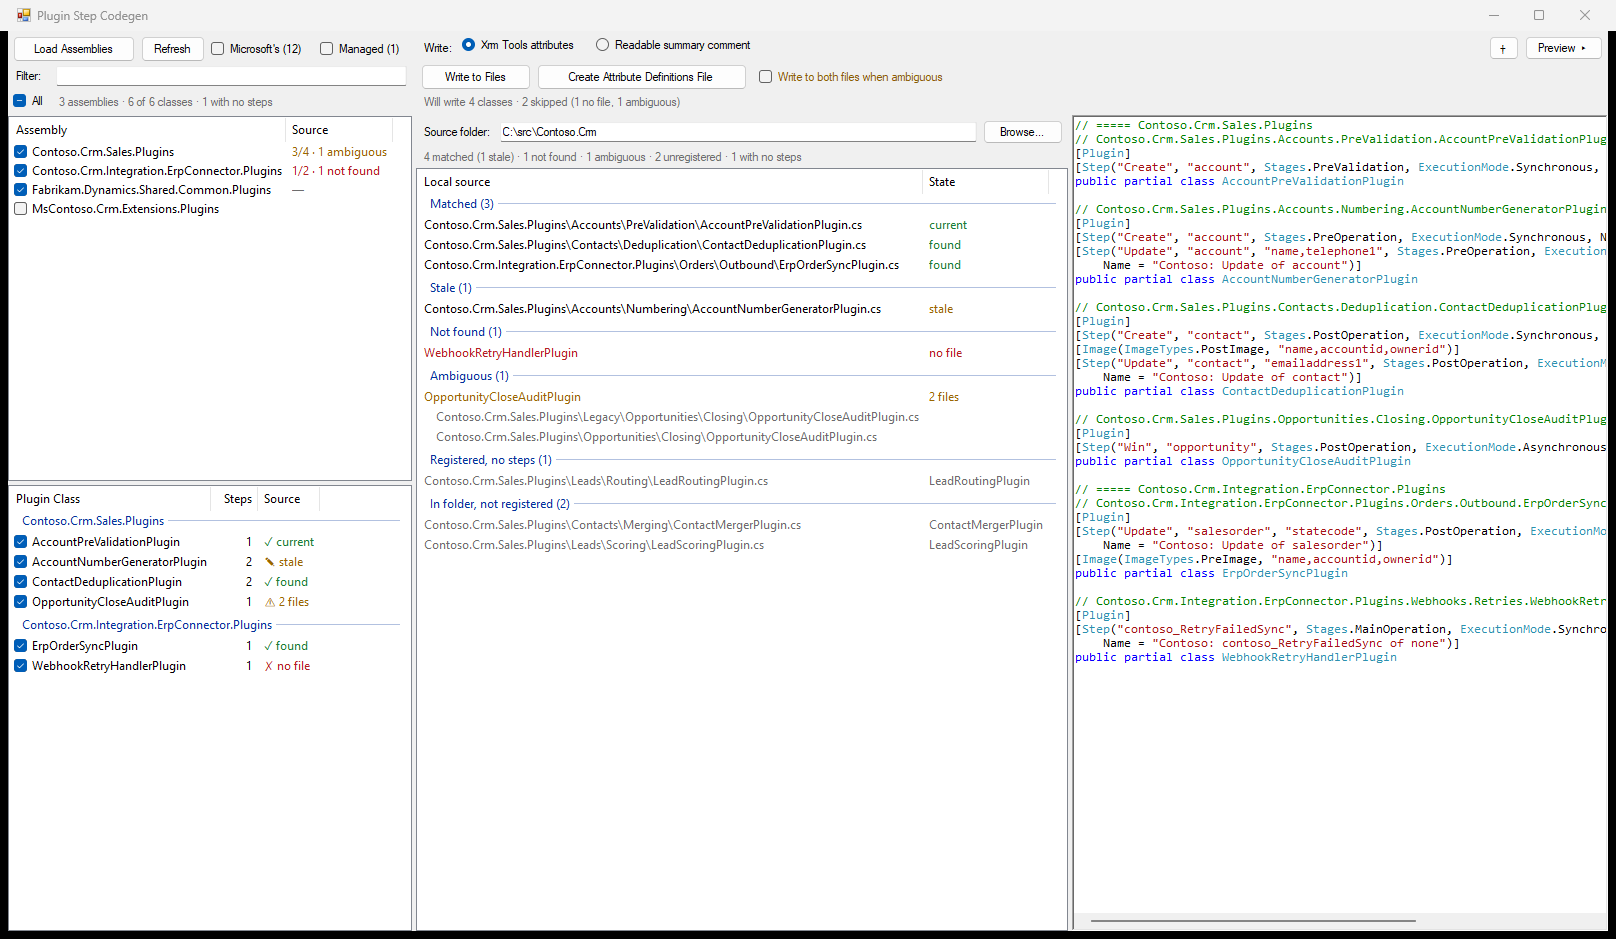 Plugin Step Codegen
Load Assemblies
Refresh
Microsoft's (12)
Managed (1)
Filter:
All
3 assemblies · 6 of 6 classes · 1 with no steps
Assembly Source
Contoso.Crm.Sales.Plugins 3/4 · 1 ambiguous
Contoso.Crm.Integration.ErpConnector.Plugins 1/2 · 1 not found
Fabrikam.Dynamics.Shared.Common.Plugins —
MsContoso.Crm.Extensions.Plugins
Plugin Class Steps Source
Contoso.Crm.Sales.Plugins
AccountPreValidationPlugin 1 ✓ current
AccountNumberGeneratorPlugin 2 ✎ stale
ContactDeduplicationPlugin 2 ✓ found
OpportunityCloseAuditPlugin 1 ⚠ 2 files
Contoso.Crm.Integration.ErpConnector.Plugins
ErpOrderSyncPlugin 1 ✓ found
WebhookRetryHandlerPlugin 1 ✗ no file
Write:
Xrm Tools attributes
Readable summary comment
Write to Files
Create Attribute Definitions File
Write to both files when ambiguous
Will write 4 classes · 2 skipped (1 no file, 1 ambiguous)
Source folder: C:\src\Contoso.Crm
Browse...
4 matched (1 stale) · 1 not found · 1 ambiguous · 2 unregistered · 1 with no steps
Local source State
Matched (3)
Contoso.Crm.Sales.Plugins\Accounts\PreValidation\AccountPreValidationPlugin.cs current
Contoso.Crm.Sales.Plugins\Contacts\Deduplication\ContactDeduplicationPlugin.cs found
Contoso.Crm.Integration.ErpConnector.Plugins\Orders\Outbound\ErpOrderSyncPlugin.cs found
Stale (1)
Contoso.Crm.Sales.Plugins\Accounts\Numbering\AccountNumberGeneratorPlugin.cs stale
Not found (1)
WebhookRetryHandlerPlugin no file
Ambiguous (1)
OpportunityCloseAuditPlugin 2 files
Contoso.Crm.Sales.Plugins\Legacy\Opportunities\Closing\OpportunityCloseAuditPlugin.cs
Contoso.Crm.Sales.Plugins\Opportunities\Closing\OpportunityCloseAuditPlugin.cs
Registered, no steps (1)
Contoso.Crm.Sales.Plugins\Leads\Routing\LeadRoutingPlugin.cs LeadRoutingPlugin
In folder, not registered (2)
Contoso.Crm.Sales.Plugins\Contacts\Merging\ContactMergerPlugin.cs ContactMergerPlugin
Contoso.Crm.Sales.Plugins\Leads\Scoring\LeadScoringPlugin.cs LeadScoringPlugin
†
Preview ▸
// ===== Contoso.Crm.Sales.Plugins
// Contoso.Crm.Sales.Plugins.Accounts.PreValidation.AccountPreValidationPlug
[Plugin]
[Step("Create", "account", Stages.PreValidation, ExecutionMode.Synchronous,
public partial class AccountPreValidationPlugin
// Contoso.Crm.Sales.Plugins.Accounts.Numbering.AccountNumberGeneratorPlugin
[Plugin]
[Step("Create", "account", Stages.PreOperation, ExecutionMode.Synchronous, N
[Step("Update", "account", "name,telephone1", Stages.PreOperation, Execution
Name = "Contoso: Update of account")]
public partial class AccountNumberGeneratorPlugin
// Contoso.Crm.Sales.Plugins.Contacts.Deduplication.ContactDeduplicationPlug
[Plugin]
[Step("Create", "contact", Stages.PostOperation, ExecutionMode.Synchronous,
[Image(ImageTypes.PostImage, "name,accountid,ownerid")]
[Step("Update", "contact", "emailaddress1", Stages.PostOperation, ExecutionM
Name = "Contoso: Update of contact")]
public partial class ContactDeduplicationPlugin
// Contoso.Crm.Sales.Plugins.Opportunities.Closing.OpportunityCloseAuditPlug
[Plugin]
[Step("Win", "opportunity", Stages.PostOperation, ExecutionMode.Asynchronous
public partial class OpportunityCloseAuditPlugin
// ===== Contoso.Crm.Integration.ErpConnector.Plugins
// Contoso.Crm.Integration.ErpConnector.Plugins.Orders.Outbound.ErpOrderSync
[Plugin]
[Step("Update", "salesorder", "statecode", Stages.PostOperation, ExecutionMo
Name = "Contoso: Update of salesorder")]
[Image(ImageTypes.PreImage, "name,accountid,ownerid")]
public partial class ErpOrderSyncPlugin
// Contoso.Crm.Integration.ErpConnector.Plugins.Webhooks.Retries.WebhookRetr
[Plugin]
[Step("contoso_RetryFailedSync", Stages.MainOperation, ExecutionMode.Synchro
Name = "Contoso: contoso_RetryFailedSync of none")]
public partial class WebhookRetryHandlerPlugin